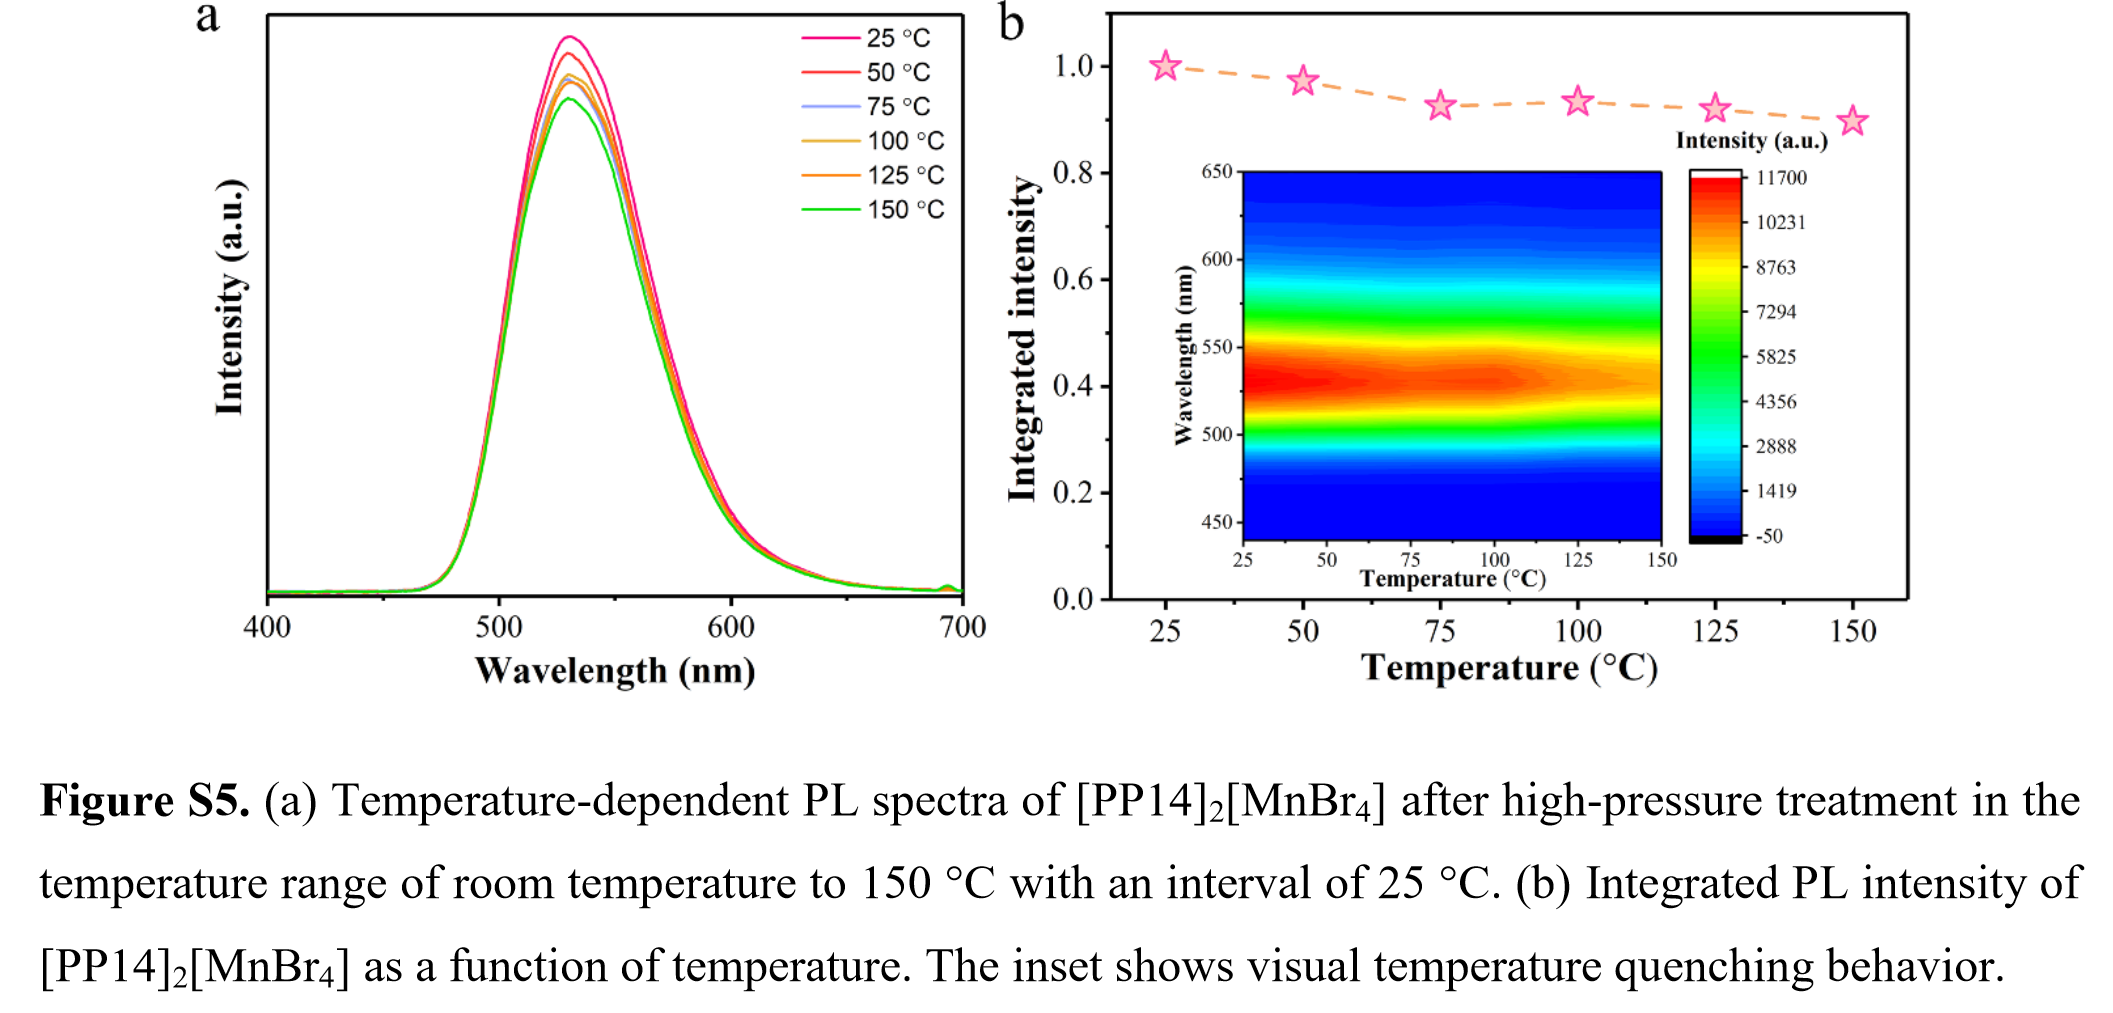 a
25 °C
50 °C
75 °C
100 °C
125 °C
150 °C
Intensity (a.u.)
400 500 600 700
Wavelength (nm)
b
1.0
0.8
0.6
0.4
0.2
0.0
Integrated intensity
25 50 75 100 125 150
Temperature (°C)
650
600
550
500
450
Wavelength (nm)
25 50 75 100 125 150
Temperature (°C)
Intensity (a.u.)
11700
10231
8763
7294
5825
4356
2888
1419
-50
Figure S5. (a) Temperature-dependent PL spectra of [PP14]₂[MnBr₄] after high-pressure treatment in the
temperature range of room temperature to 150 °C with an interval of 25 °C. (b) Integrated PL intensity of
[PP14]₂[MnBr₄] as a function of temperature. The inset shows visual temperature quenching behavior.